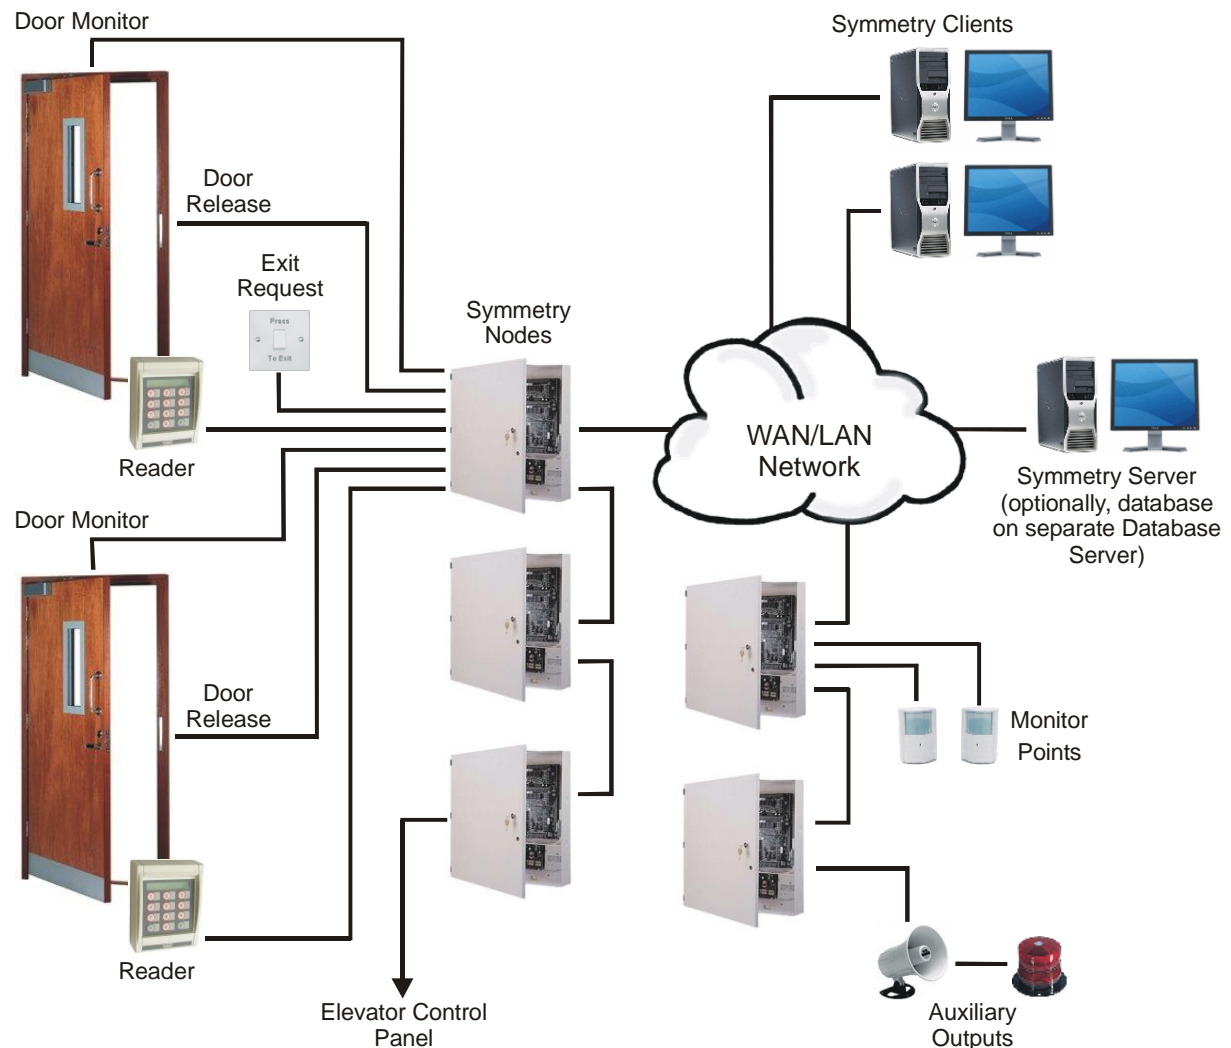 Door Monitor
Symmetry Clients
Door
Release
Exit
Request
Press
To Exit
Symmetry
Nodes
Reader
WAN/LAN
Network
Symmetry Server
(optionally, database
on separate Database
Server)
Door Monitor
Door
Release
Monitor
Points
Reader
Elevator Control
Panel
Auxiliary
Outputs